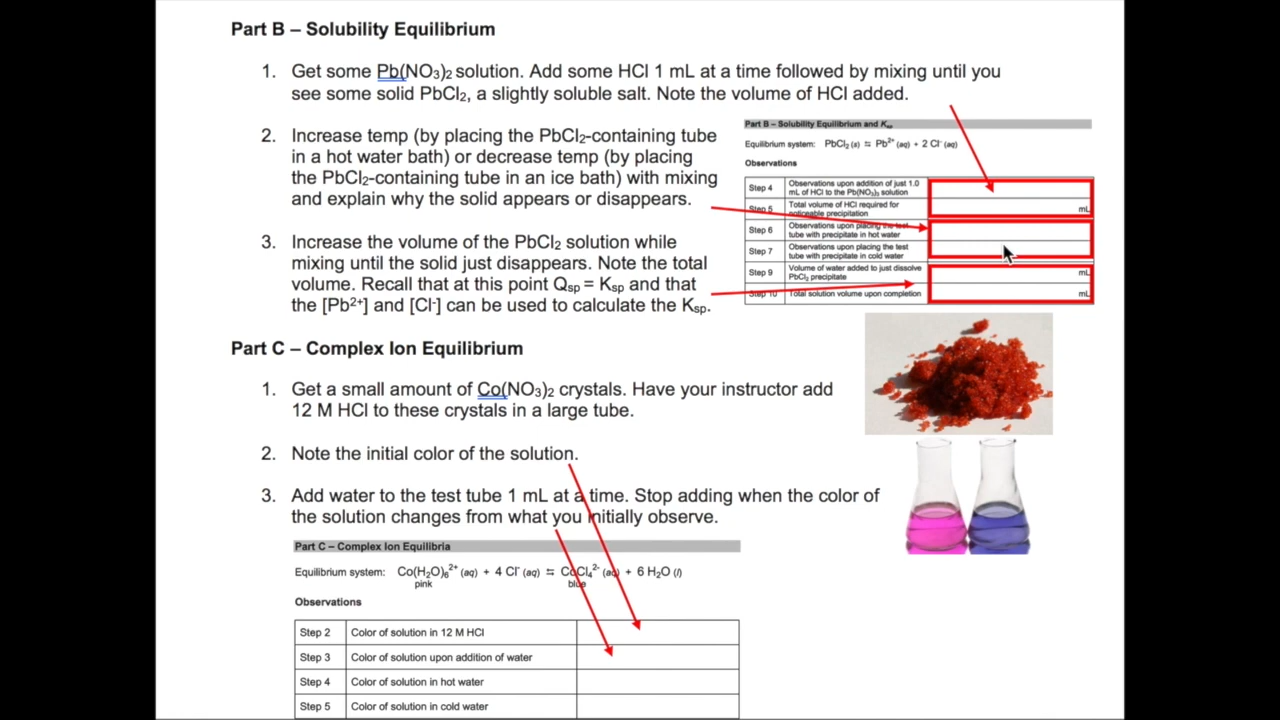 Part B – Solubility Equilibrium
1. Get some Pb(NO₃)₂ solution. Add some HCl 1 mL at a time followed by mixing until you
see some solid PbCl₂, a slightly soluble salt. Note the volume of HCl added.
2. Increase temp (by placing the PbCl₂-containing tube
in a hot water bath) or decrease temp (by placing
the PbCl₂-containing tube in an ice bath) with mixing
and explain why the solid appears or disappears.
3. Increase the volume of the PbCl₂ solution while
mixing until the solid just disappears. Note the total
volume. Recall that at this point Qsp = Ksp and that
the [Pb²⁺] and [Cl⁻] can be used to calculate the Ksp.
Part B – Solubility Equilibrium and Ksp
Equilibrium system: PbCl₂ (s) ⇆ Pb²⁺ (aq) + 2 Cl⁻ (aq)
Observations
Step 4 Observations upon addition of just 1.0
mL of HCl to the Pb(NO₃)₂ solution
Step 5 Total volume of HCl required for
noticeable precipitation mL
Step 6 Observations upon placing the test
tube with precipitate in hot water
Step 7 Observations upon placing the test
tube with precipitate in cold water
Step 9 Volume of water added to just dissolve
PbCl₂ precipitate mL
Step 10 Total solution volume upon completion mL
Part C – Complex Ion Equilibrium
1. Get a small amount of Co(NO₃)₂ crystals. Have your instructor add
12 M HCl to these crystals in a large tube.
2. Note the initial color of the solution.
3. Add water to the test tube 1 mL at a time. Stop adding when the color of
the solution changes from what you initially observe.
Part C – Complex Ion Equilibria
Equilibrium system: Co(H₂O)₆²⁺ (aq) + 4 Cl⁻ (aq) ⇆ CoCl₄²⁻ (aq) + 6 H₂O (l)
pink blue
Observations
Step 2 Color of solution in 12 M HCl
Step 3 Color of solution upon addition of water
Step 4 Color of solution in hot water
Step 5 Color of solution in cold water